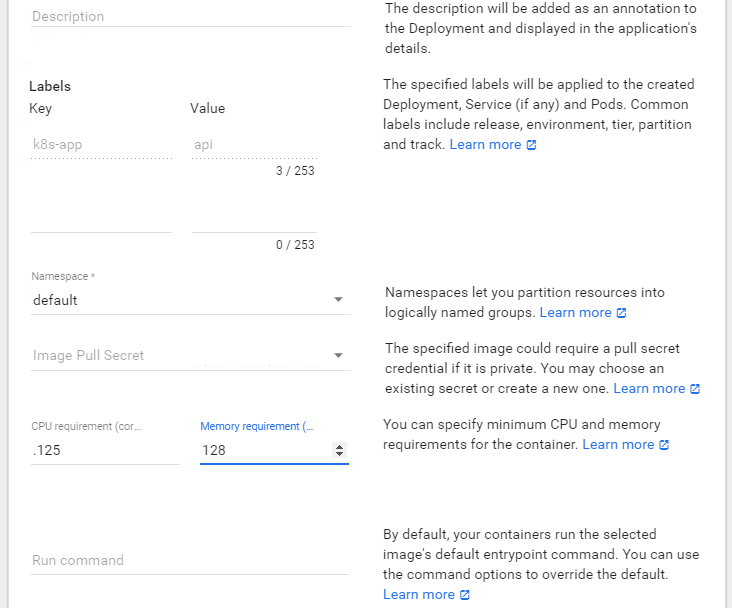 Description
The description will be added as an annotation to
the Deployment and displayed in the application's
details.
Labels
Key Value
k8s-app api
3 / 253
The specified labels will be applied to the created
Deployment, Service (if any) and Pods. Common
labels include release, environment, tier, partition
and track. Learn more
0 / 253
Namespace *
default
Namespaces let you partition resources into
logically named groups. Learn more
Image Pull Secret
The specified image could require a pull secret
credential if it is private. You may choose an
existing secret or create a new one. Learn more
CPU requirement (cor... Memory requirement (...
.125 128
You can specify minimum CPU and memory
requirements for the container. Learn more
Run command
By default, your containers run the selected
image's default entrypoint command. You can use
the command options to override the default.
Learn more